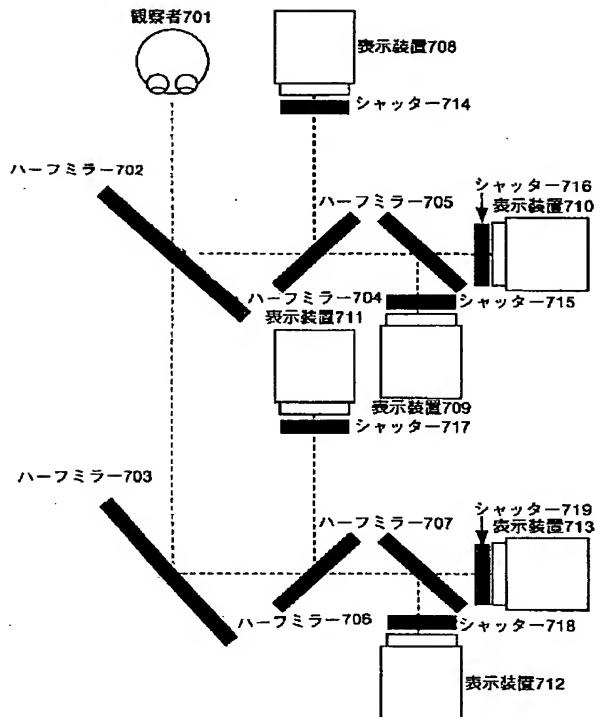 観察者701
表示装置708
シャッター714
ハーフミラー702
シャッター716
ハーフミラー705
表示装置710
ハーフミラー704
シャッター715
表示装置711
表示装置709
シャッター717
ハーフミラー703
シャッター719
ハーフミラー707
表示装置713
ハーフミラー706
シャッター718
表示装置712